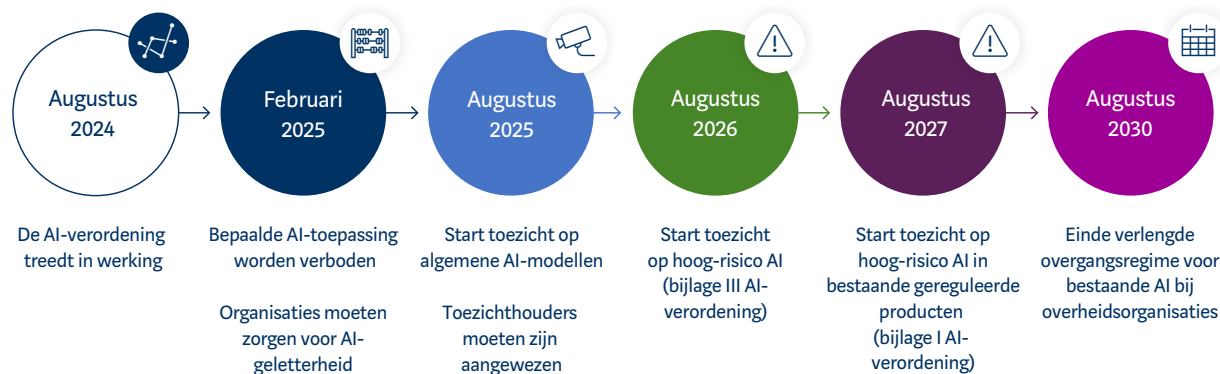 Augustus
2024
Februari
2025
Augustus
2025
Augustus
2026
Augustus
2027
Augustus
2030
De AI-verordening
treedt in werking
Bepaalde AI-toepassing
worden verboden
Organisaties moeten
zorgen voor AI-
geletterheid
Start toezicht op
algemene AI-modellen
Toezichthouders
moeten zijn
aangewezen
Start toezicht
op hoog-risico AI
(bijlage III AI-
verordening)
Start toezicht op
hoog-risico AI in
bestaande gereguleerde
producten
(bijlage I AI-
verordening)
Einde verlengde
overgangsregime voor
bestaande AI bij
overheidsorganisaties